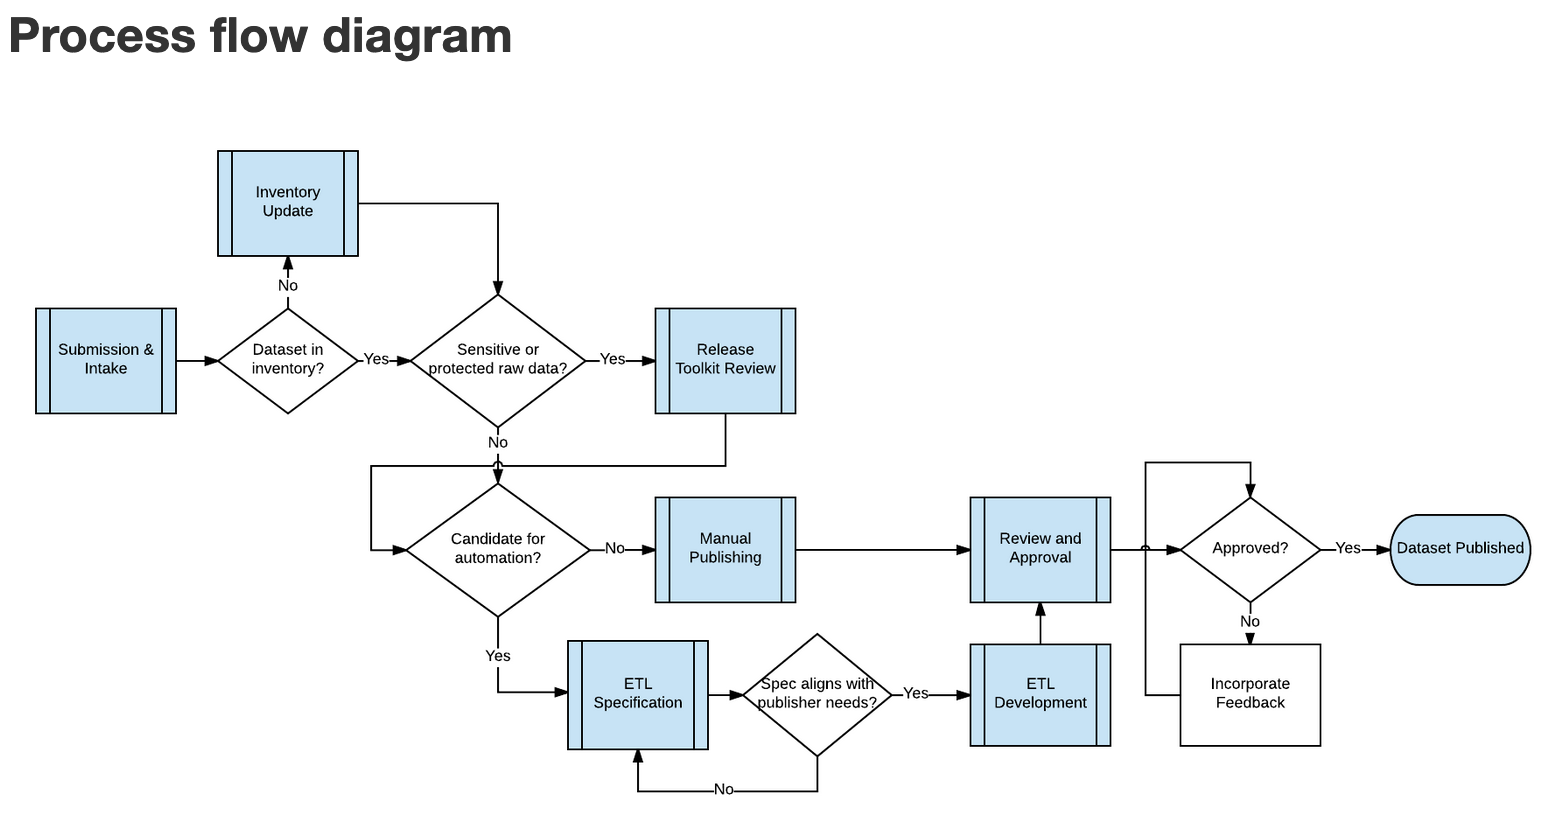 Process flow diagram
Inventory
Update
No
Submission &
Intake
Dataset in
inventory?
Yes
Sensitive or
protected raw data?
Yes
Release
Toolkit Review
No
Candidate for
automation?
No
Manual
Publishing
Review and
Approval
Approved?
Yes
Dataset Published
No
Yes
ETL
Specification
Spec aligns with
publisher needs?
Yes
ETL
Development
Incorporate
Feedback
No